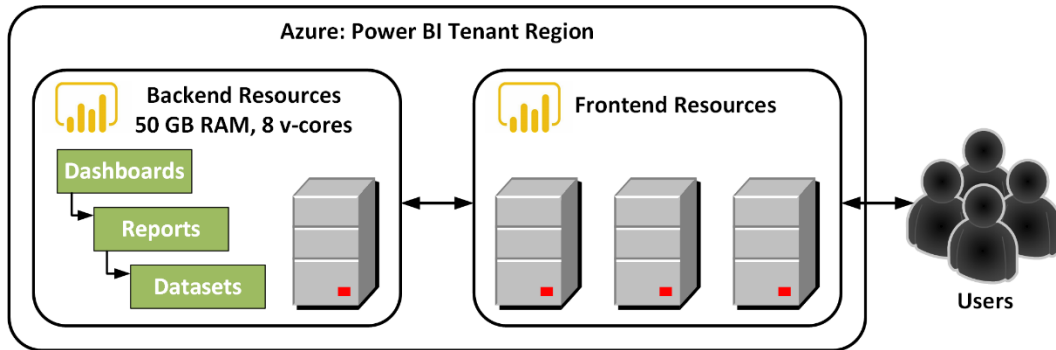 Azure: Power BI Tenant Region
Backend Resources
50 GB RAM, 8 v-cores
Dashboards
Reports
Datasets
Frontend Resources
Users